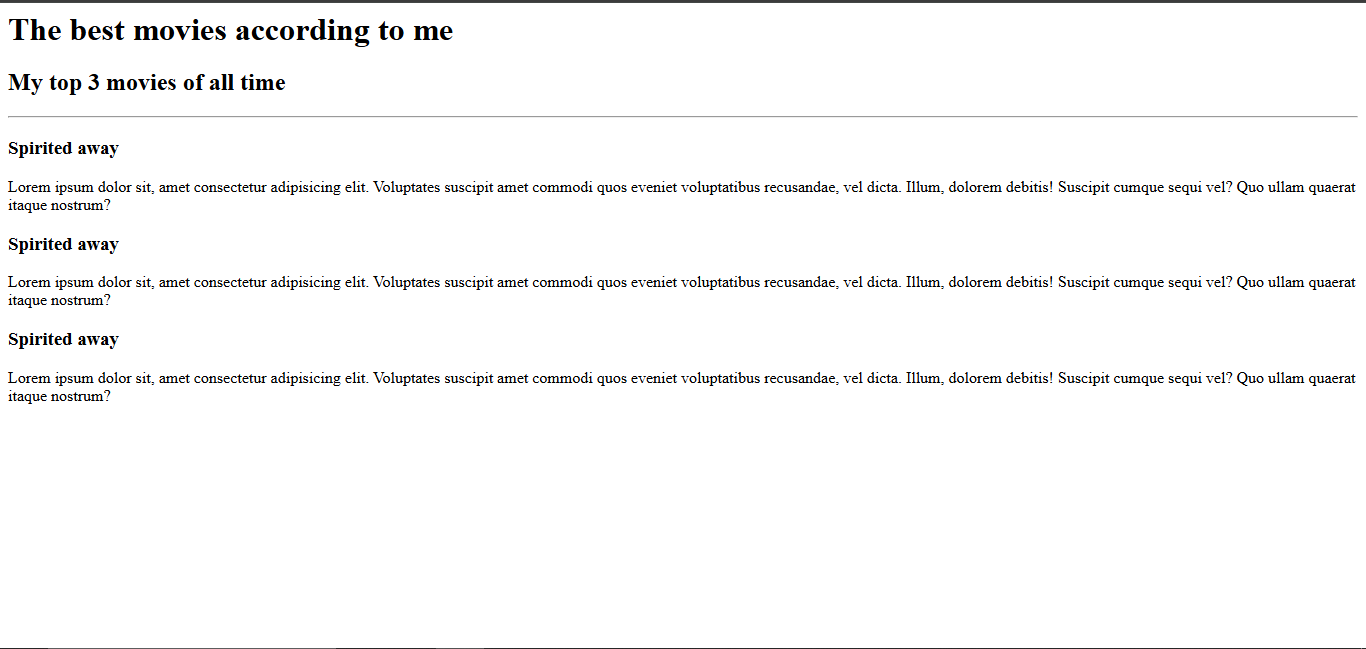 The best movies according to me
My top 3 movies of all time
Spirited away
Lorem ipsum dolor sit, amet consectetur adipisicing elit. Voluptates suscipit amet commodi quos eveniet voluptatibus recusandae, vel dicta. Illum, dolorem debitis! Suscipit cumque sequi vel? Quo ullam quaerat
itaque nostrum?
Spirited away
Lorem ipsum dolor sit, amet consectetur adipisicing elit. Voluptates suscipit amet commodi quos eveniet voluptatibus recusandae, vel dicta. Illum, dolorem debitis! Suscipit cumque sequi vel? Quo ullam quaerat
itaque nostrum?
Spirited away
Lorem ipsum dolor sit, amet consectetur adipisicing elit. Voluptates suscipit amet commodi quos eveniet voluptatibus recusandae, vel dicta. Illum, dolorem debitis! Suscipit cumque sequi vel? Quo ullam quaerat
itaque nostrum?